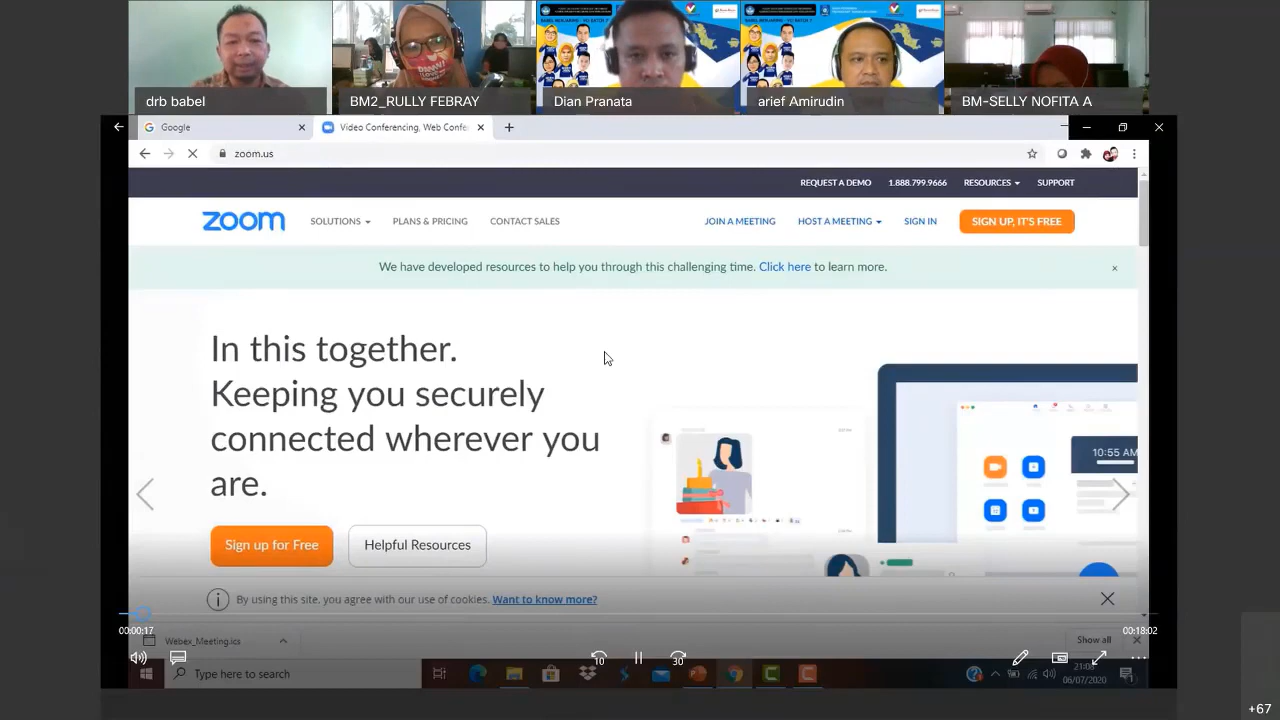 drb babel
BM2_RULLY FEBRAY
Dian Pranata
arief Amirudin
BM-SELLY NOFITA A
Google
Video Conferencing, Web Confe
zoom.us
REQUEST A DEMO 1.888.799.9666 RESOURCES SUPPORT
zoom SOLUTIONS PLANS & PRICING CONTACT SALES JOIN A MEETING HOST A MEETING SIGN IN SIGN UP, IT'S FREE
We have developed resources to help you through this challenging time. Click here to learn more.
In this together.
Keeping you securely
connected wherever you
are.
10:55 AM
Sign up for Free Helpful Resources
By using this site, you agree with our use of cookies. Want to know more?
00:00:17 00:18:02
Webex_Meeting.ics Show all
10 30
Type here to search
06/07/2020
+67